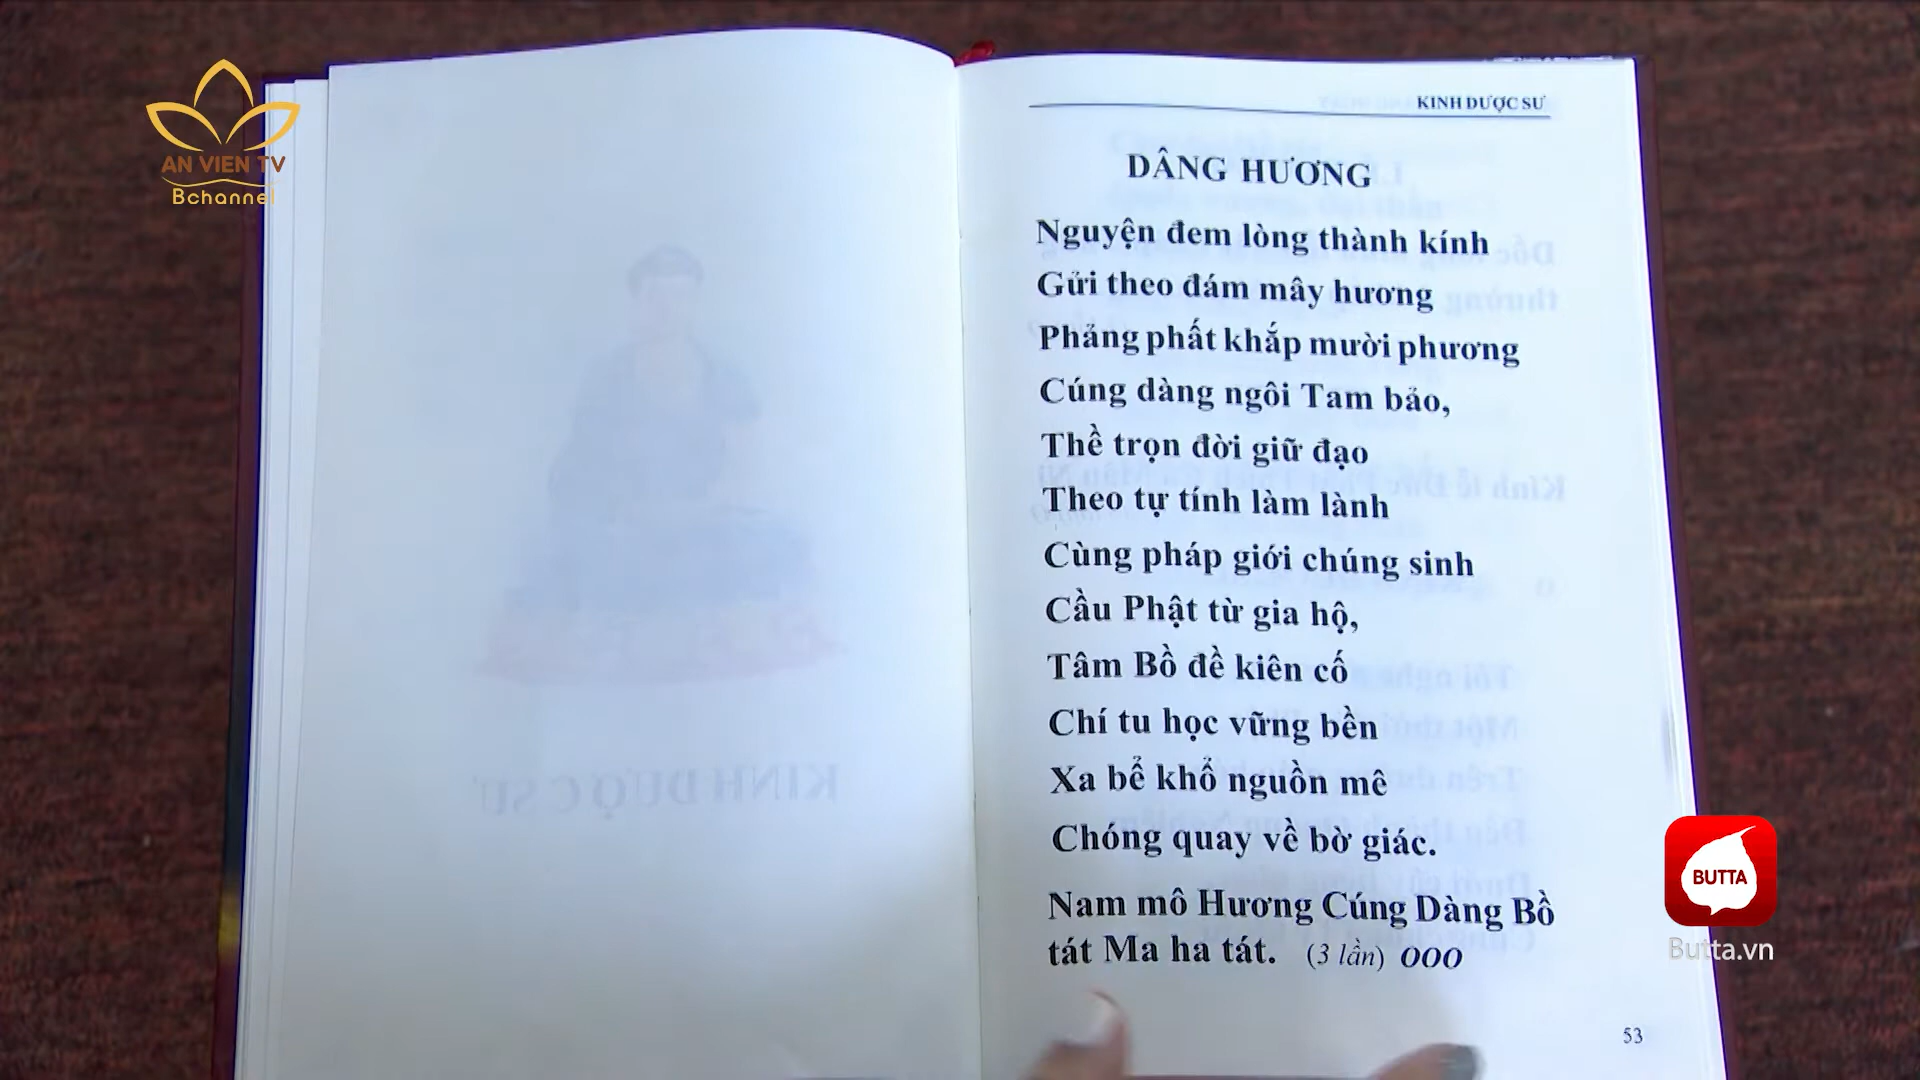 AN VIEN TV
Bchannel
KINH DƯỢC SƯ
KINH DƯỢC SƯ
DÂNG HƯƠNG
Nguyện đem lòng thành kính
Gửi theo đám mây hương
Phảng phất khắp mười phương
Cúng dàng ngôi Tam bảo,
Thề trọn đời giữ đạo
Theo tự tính làm lành
Cùng pháp giới chúng sinh
Cầu Phật từ gia hộ,
Tâm Bồ đề kiên cố
Chí tu học vững bền
Xa bể khổ nguồn mê
Chóng quay về bờ giác.
Nam mô Hương Cúng Dàng Bồ
tát Ma ha tát. (3 lần) OOO
53
BUTTA
Butta.vn